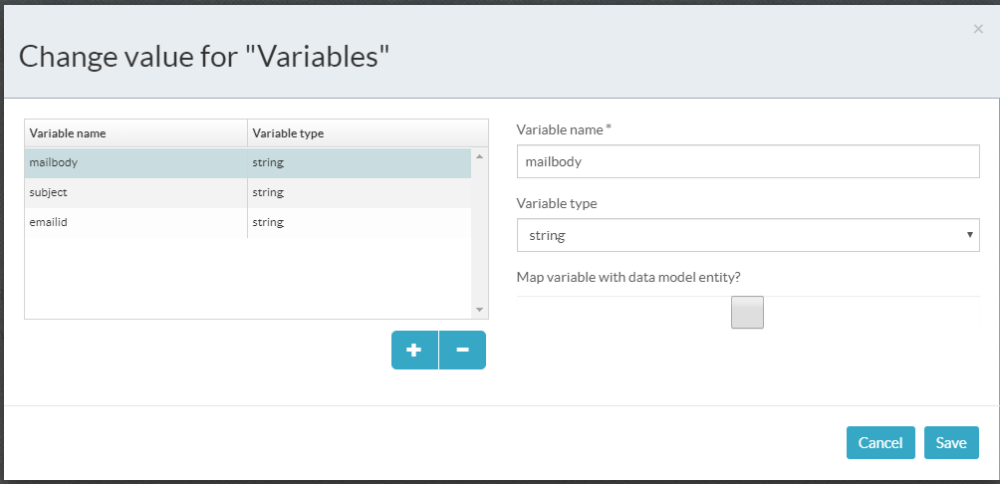 ×
Change value for "Variables"
Variable name Variable type
mailbody string
subject string
emailid string
Variable name *
mailbody
Variable type
string
Map variable with data model entity?
Cancel Save